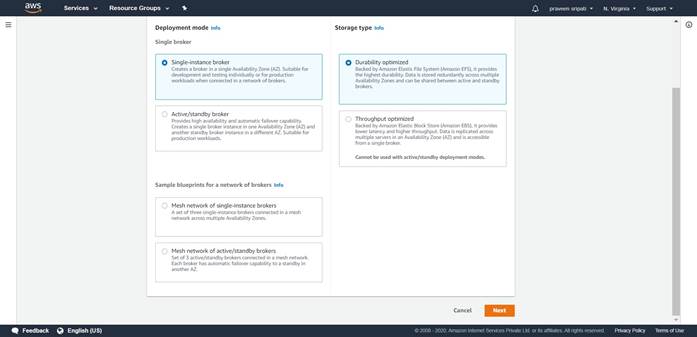 aws
Services
Resource Groups
praveen sripati
N. Virginia
Support
Deployment mode Info
Single broker
Single-instance broker
Creates a broker in a single Availability Zone (AZ). Suitable for
development and testing individually or for production
workloads when connected in a network of brokers.
Active/standby broker
Provides high availability and automatic failover capability.
Creates a single broker instance in one Availability Zone (AZ) and
another standby broker instance in a different AZ. Suitable for
production workloads.
Sample blueprints for a network of brokers Info
Mesh network of single-instance brokers
A set of three single-instance brokers connected in a mesh
network across multiple Availability Zones.
Mesh network of active/standby brokers
Set of 3 active/standby brokers connected in a mesh network.
Each broker has automatic failover capability to a standby in
another AZ.
Storage type Info
Durability optimized
Backed by Amazon Elastic File System (Amazon EFS), it provides
the highest durability. Data is stored redundantly across multiple
Availability Zones and can be shared between active and standby
brokers.
Throughput optimized
Backed by Amazon Elastic Block Store (Amazon EBS), it provides
lower latency and higher throughput. Data is replicated across
multiple servers in an Availability Zone (AZ) and is accessible
from a single broker.
Cannot be used with active/standby deployment modes.
Cancel
Next
Feedback
English (US)
© 2008 - 2020, Amazon Internet Services Private Ltd. or its affiliates. All rights reserved.
Privacy Policy
Terms of Use